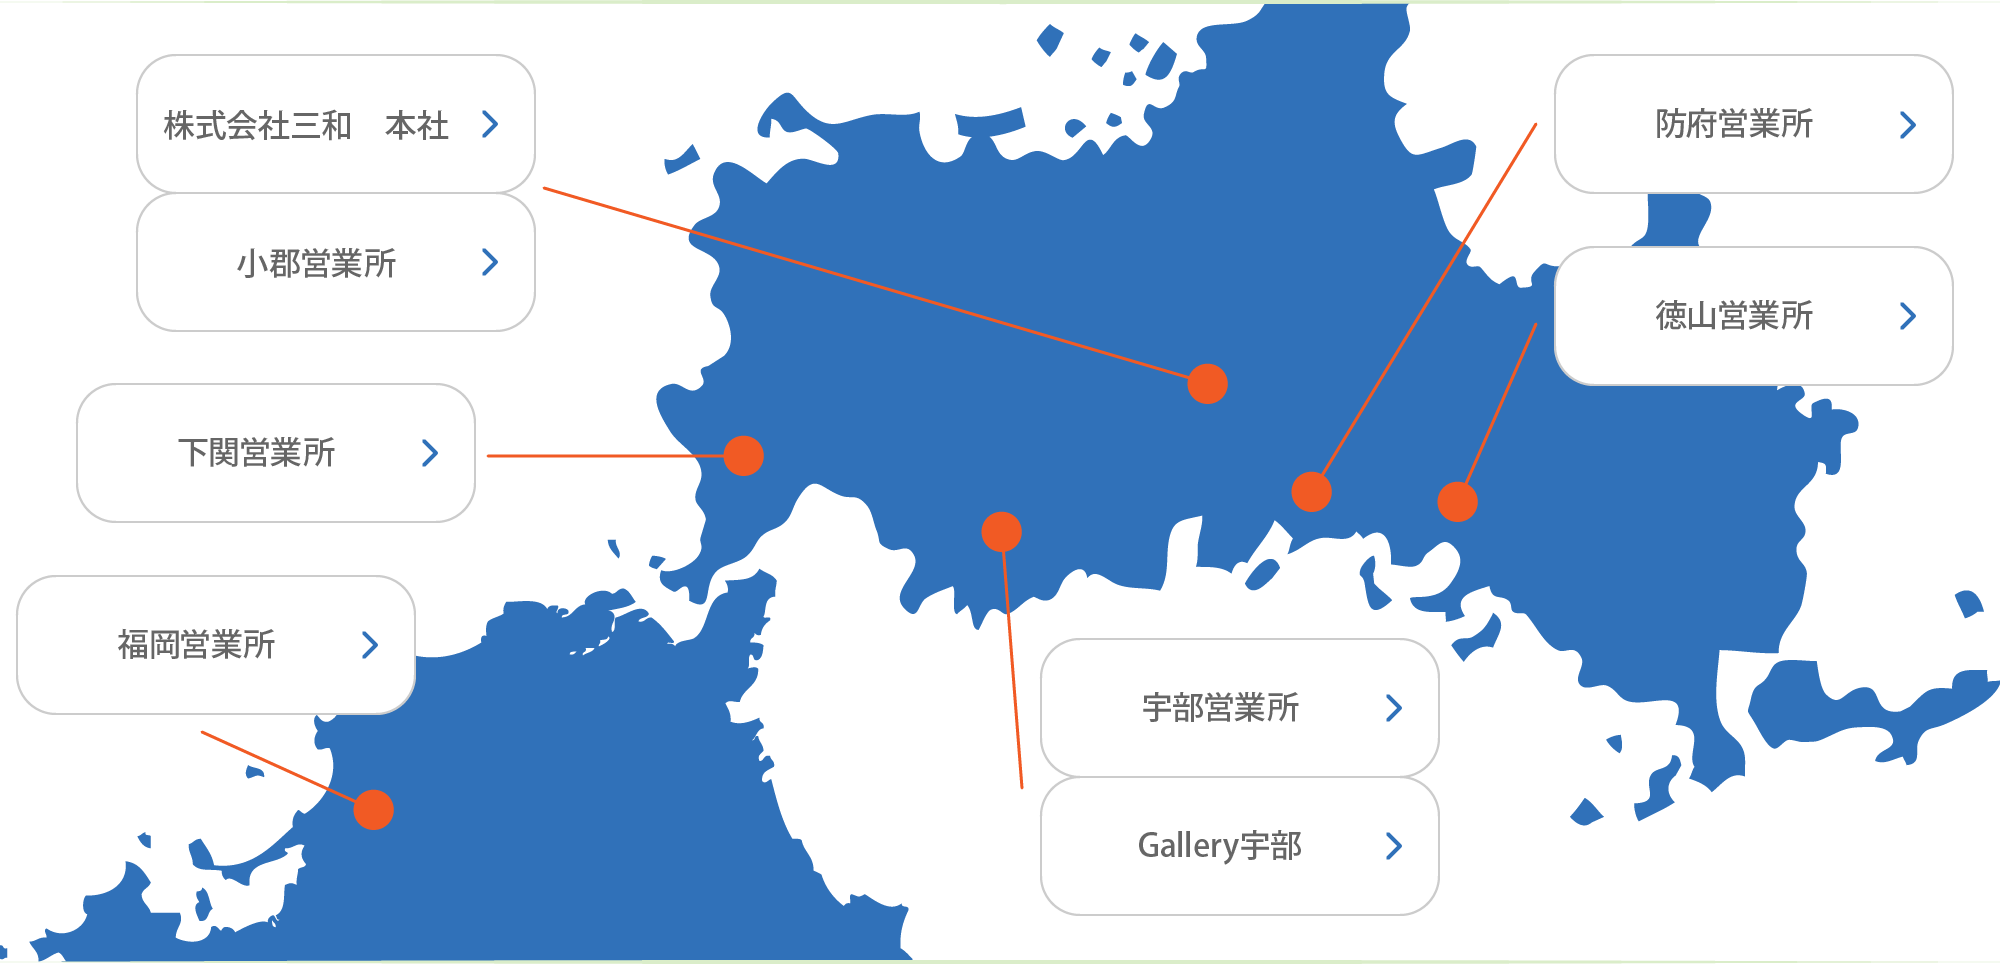 株式会社三和　本社
小郡営業所
下関営業所
福岡営業所
防府営業所
徳山営業所
宇部営業所
Gallery宇部